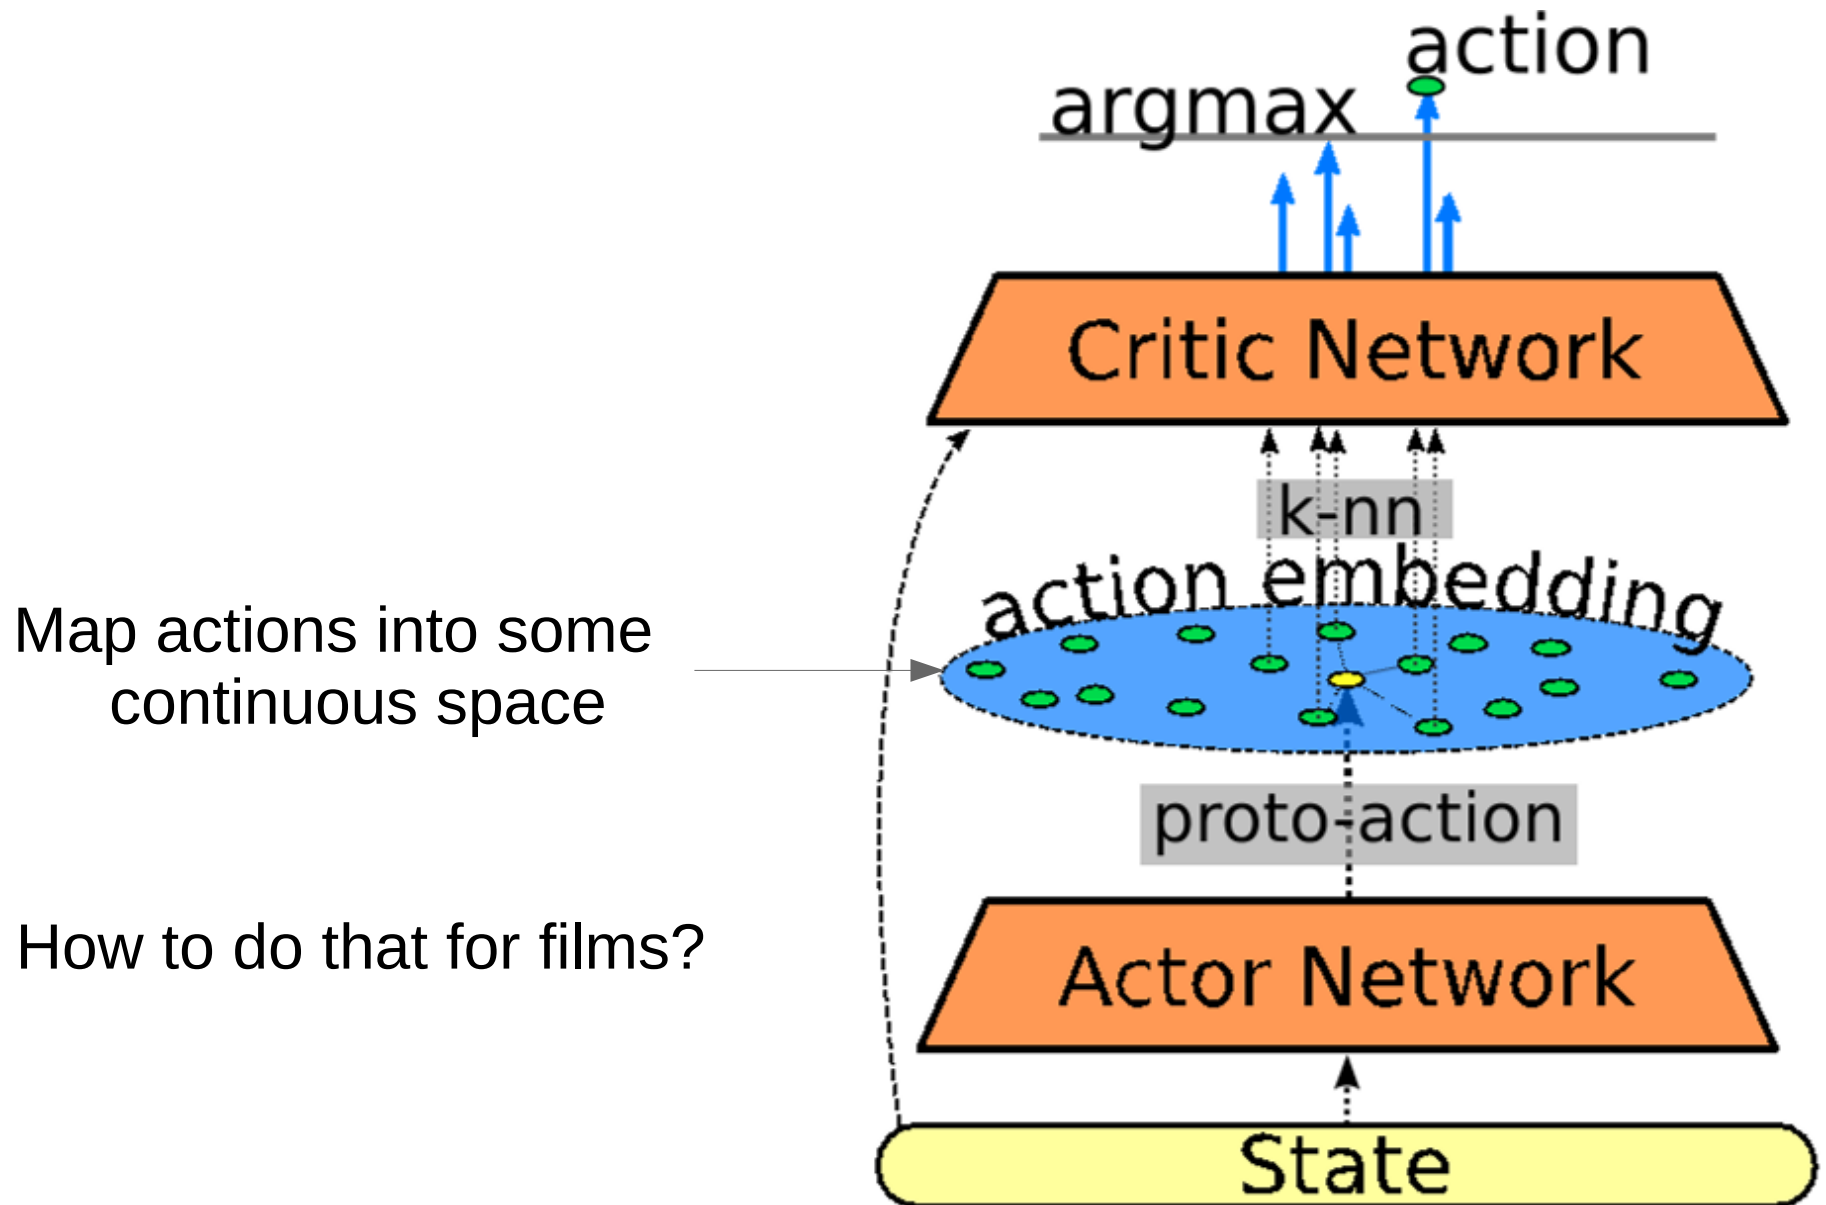 action
argmax
Critic Network
k-nn
action embedding
Map actions into some
continuous space
proto-action
How to do that for films?
Actor Network
State